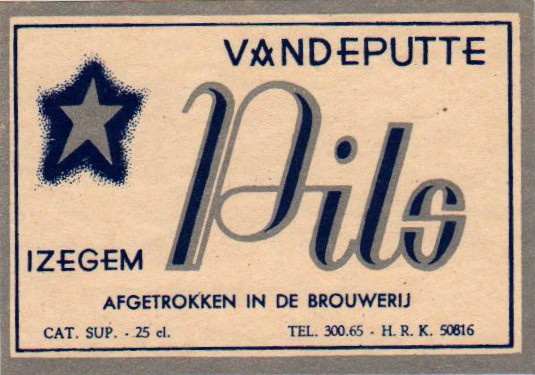 VANDEPUTTE
Pils
IZEGEM
AFGETROKKEN IN DE BROUWERIJ
CAT. SUP. - 25 cl. TEL. 300.65 - H. R. K. 50816